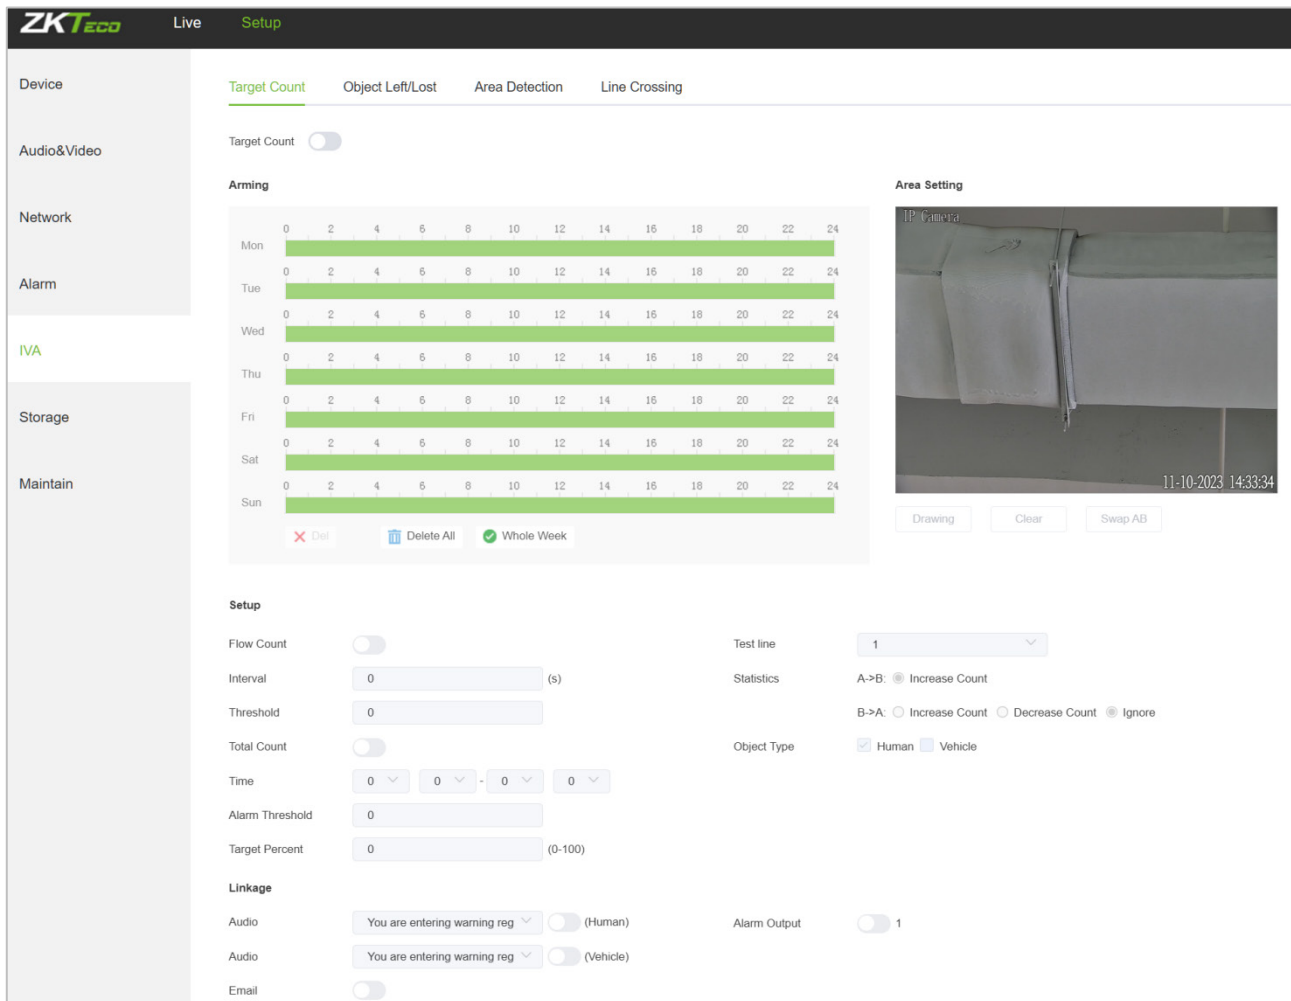 ZKTECO Live Setup
Device
Audio&Video
Network
Alarm
IVA
Storage
Maintain
Target Count Object Left/Lost Area Detection Line Crossing
Target Count
Arming
0 2 4 6 8 10 12 14 16 18 20 22 24
Mon
0 2 4 6 8 10 12 14 16 18 20 22 24
Tue
0 2 4 6 8 10 12 14 16 18 20 22 24
Wed
0 2 4 6 8 10 12 14 16 18 20 22 24
Thu
0 2 4 6 8 10 12 14 16 18 20 22 24
Fri
0 2 4 6 8 10 12 14 16 18 20 22 24
Sat
0 2 4 6 8 10 12 14 16 18 20 22 24
Sun
Del Delete All Whole Week
Area Setting
IP Camera
11-10-2023 14:33:34
Drawing Clear Swap AB
Setup
Flow Count
Interval 0 (s)
Threshold 0
Total Count
Time 0 0 - 0 0
Alarm Threshold 0
Target Percent 0 (0-100)
Test line 1
Statistics A->B: Increase Count
B->A: Increase Count Decrease Count Ignore
Object Type Human Vehicle
Linkage
Audio You are entering warning reg (Human)
Audio You are entering warning reg (Vehicle)
Email
Alarm Output 1